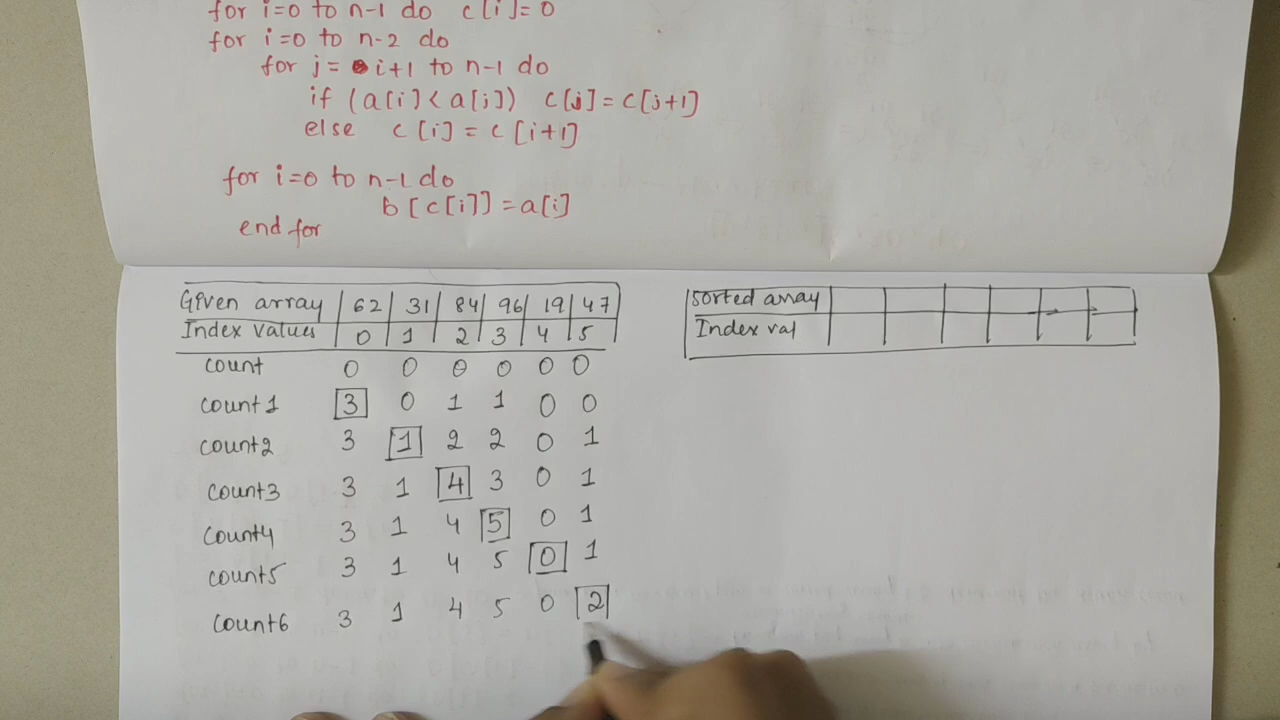 for i=0 to n-1 do c[i]=0
for i=0 to n-2 do
for j= i+1 to n-1 do
if (a[i]<a[j]) c[j]=c[j+1]
else c[i]=c[i+1]
for i=0 to n-1 do
b[c[i]]=a[i]
end for
Given array 62 31 84 96 19 47
Index values 0 1 2 3 4 5
count 0 0 0 0 0 0
count1 3 0 1 1 0 0
count2 3 1 2 2 0 1
count3 3 1 4 3 0 1
count4 3 1 4 5 0 1
count5 3 1 4 5 0 1
count6 3 1 4 5 0 2
Sorted array
Index val